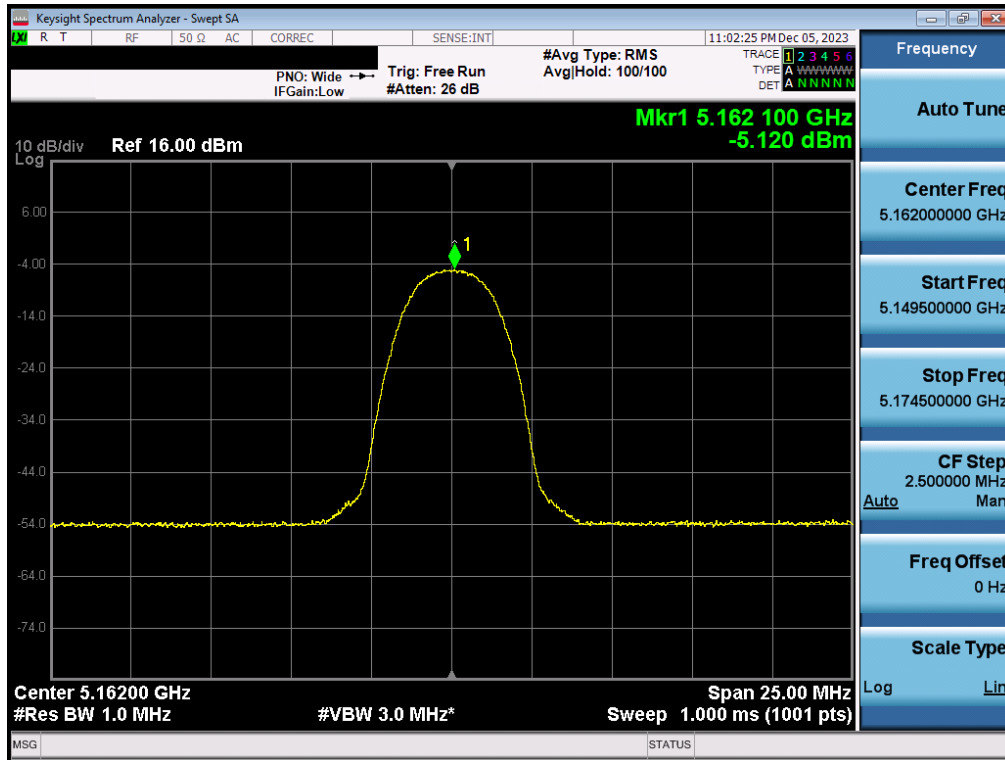 Keysight Spectrum Analyzer - Swept SA
LXI R T RF 50 Ω AC CORREC SENSE:INT 11:02:25 PM Dec 05, 2023
PNO: Wide
IFGain:Low
Trig: Free Run
#Atten: 26 dB
#Avg Type: RMS
Avg|Hold: 100/100
TRACE 1 2 3 4 5 6
TYPE A WWWWW
DET A N N N N N
Mkr1 5.162 100 GHz
-5.120 dBm
10 dB/div Ref 16.00 dBm
Log
1
6.00
-4.00
-14.0
-24.0
-34.0
-44.0
-54.0
-64.0
-74.0
Center 5.16200 GHz Span 25.00 MHz
#Res BW 1.0 MHz #VBW 3.0 MHz* Sweep 1.000 ms (1001 pts)
MSG STATUS
Frequency
Auto Tune
Center Freq
5.162000000 GHz
Start Freq
5.149500000 GHz
Stop Freq
5.174500000 GHz
CF Step
2.500000 MHz
Auto Man
Freq Offset
0 Hz
Scale Type
Log Lin